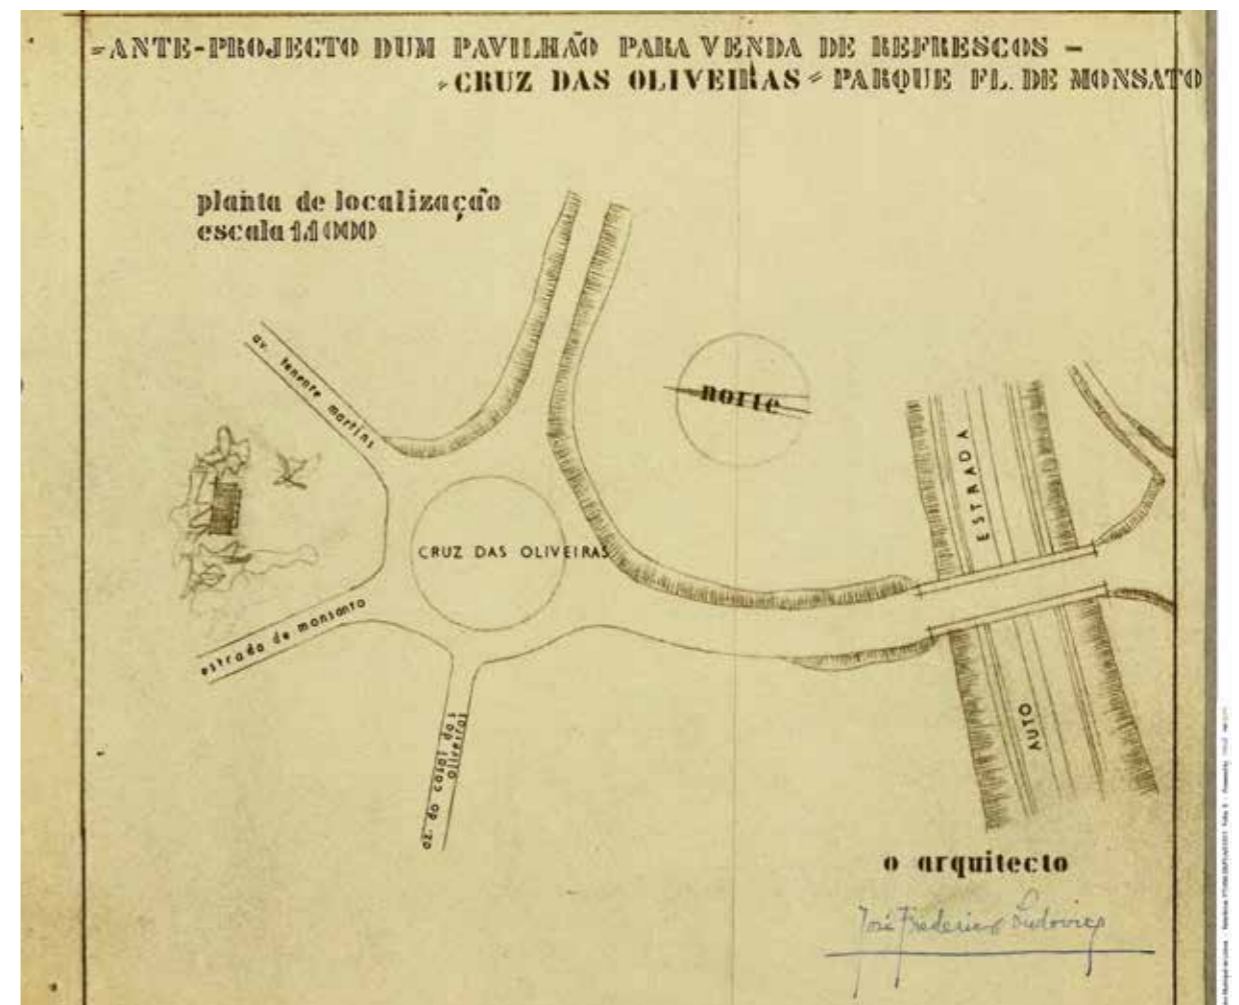 =ANTE-PROJECTO DUM PAVILHÃO PARA VENDA DE REFRESCOS –
=CRUZ DAS OLIVEIRAS= PARQUE FL. DE MONSATO
planta de localização
escala 1.1000
av. tenente martins
norte
ESTRADA
CRUZ DAS OLIVEIRAS
estrada de monsanto
az. do casal das
oliveiras
AUTO
o arquitecto
José Frederico Ludovice